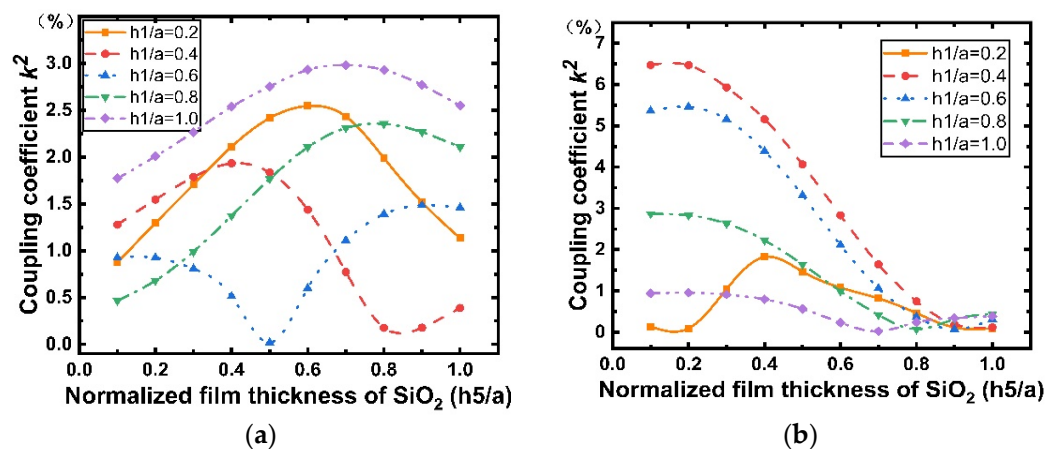 (%)
Coupling coefficient k²
3.0
2.5
2.0
1.5
1.0
0.5
0.0
h1/a=0.2
h1/a=0.4
h1/a=0.6
h1/a=0.8
h1/a=1.0
0.0 0.2 0.4 0.6 0.8 1.0
Normalized film thickness of SiO₂ (h5/a)
(a)
(%)
Coupling coefficient k²
7
6
5
4
3
2
1
0
h1/a=0.2
h1/a=0.4
h1/a=0.6
h1/a=0.8
h1/a=1.0
0.0 0.2 0.4 0.6 0.8 1.0
Normalized film thickness of SiO₂ (h5/a)
(b)